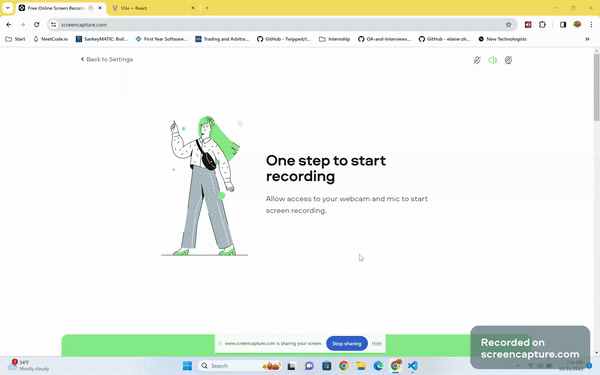 Free Online Screen Record
Vite + React
screencapture.com
Start
NeetCode.io
SankeyMATIC: Buil...
First Year Software...
Trading and Arbitra...
GitHub - Twipped/I...
Internship
OA-and-Interviews...
GitHub - elaine-zh...
New Technologists
Back to Settings
One step to start
recording
Allow access to your webcam and mic to start
screen recording.
www.screencapture.com is sharing your screen.
Stop sharing
Hide
Recorded on
screencapture.com
54°F
Mostly cloudy
Search